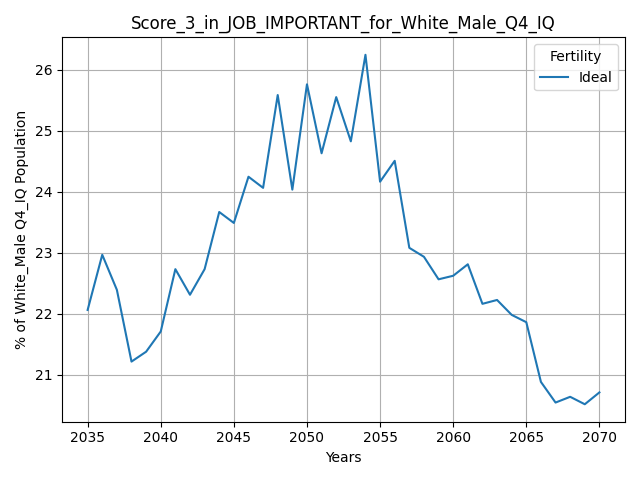 Score_3_in_JOB_IMPORTANT_for_White_Male_Q4_IQ
Fertility
Ideal
% of White_Male Q4_IQ Population
26
25
24
23
22
21
2035 2040 2045 2050 2055 2060 2065 2070
Years